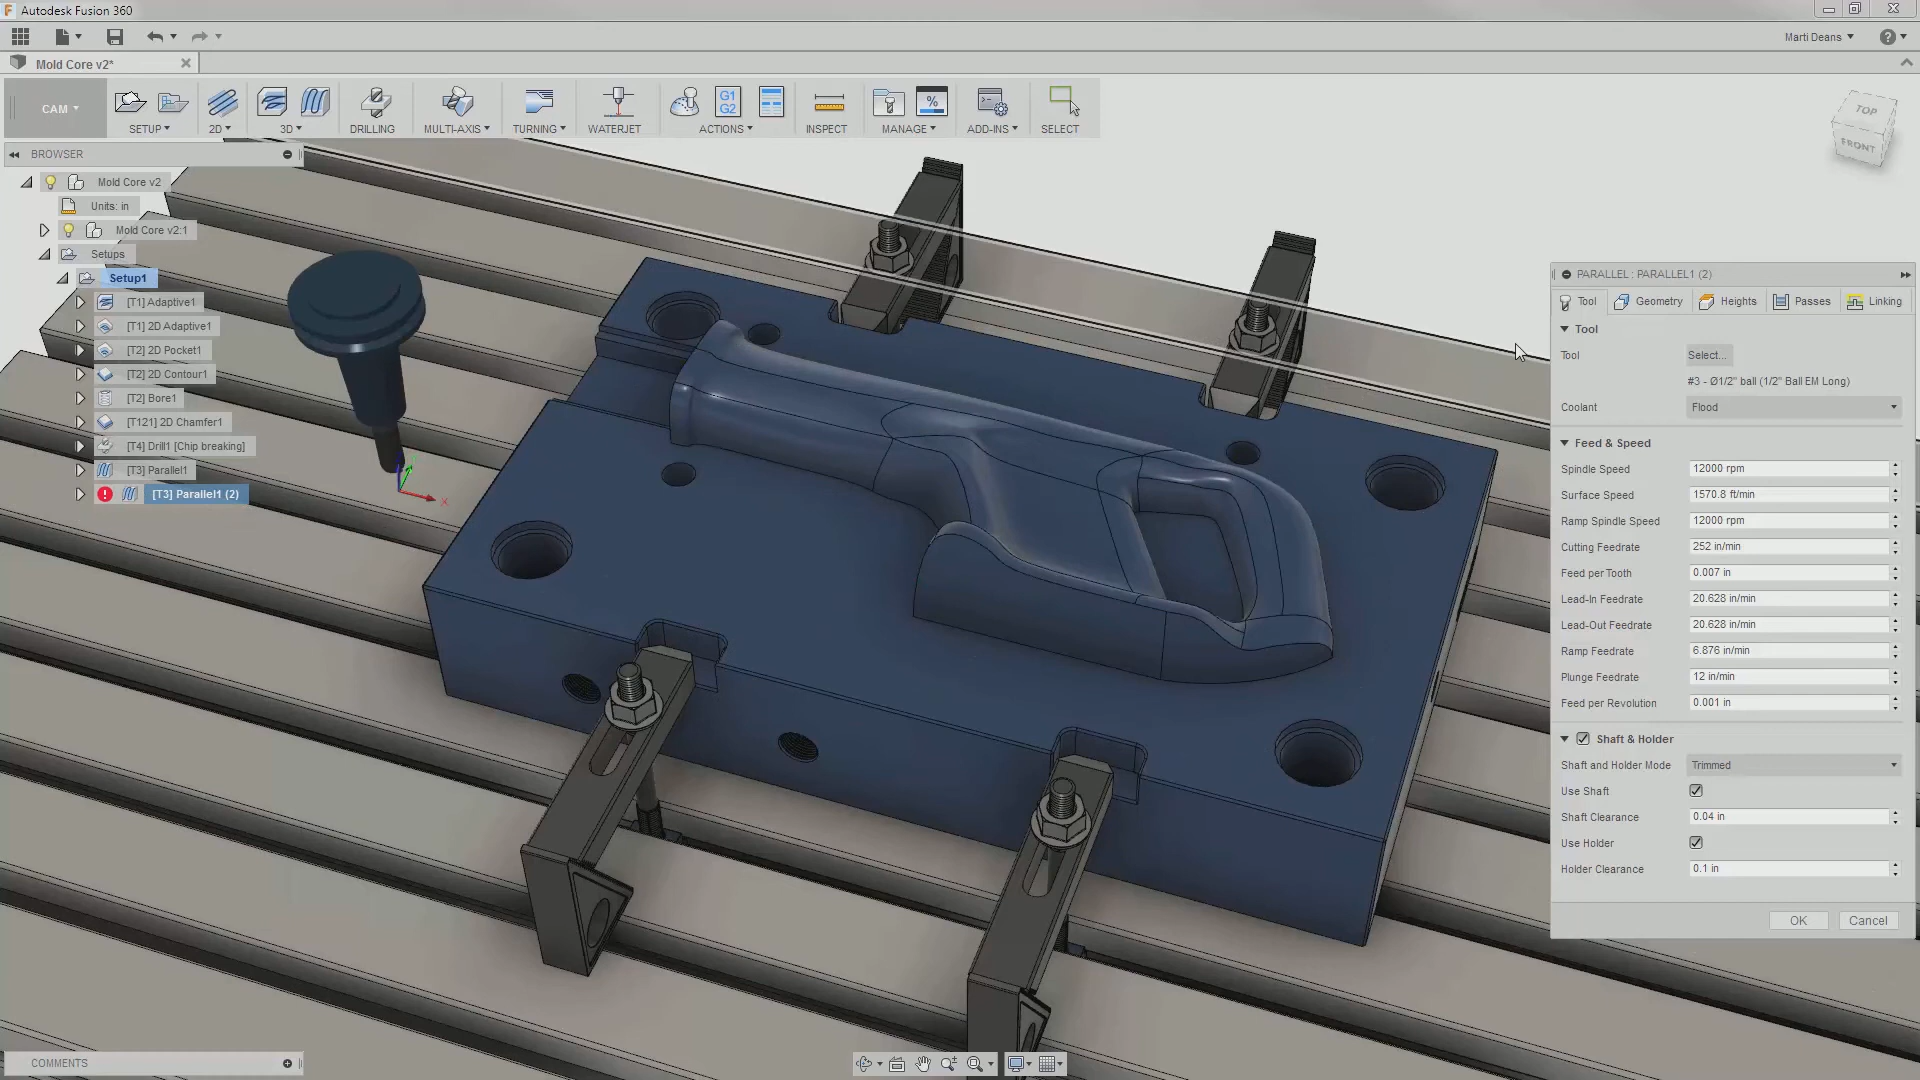 Autodesk Fusion 360
Marti Deans
Mold Core v2*
CAM
SETUP
2D
3D
DRILLING
MULTI-AXIS
TURNING
WATERJET
G1
G2
ACTIONS
INSPECT
%
MANAGE
ADD-INS
SELECT
TOP
FRONT
BROWSER
Mold Core v2
Units: in
Mold Core v2:1
Setups
Setup1
[T1] Adaptive1
[T1] 2D Adaptive1
[T2] 2D Pocket1
[T2] 2D Contour1
[T2] Bore1
[T121] 2D Chamfer1
[T4] Drill1 [Chip breaking]
[T3] Parallel1
[T3] Parallel1 (2)
X
PARALLEL : PARALLEL1 (2)
Tool Geometry Heights Passes Linking
Tool
Tool Select...
#3 - Ø1/2" ball (1/2" Ball EM Long)
Coolant Flood
Feed & Speed
Spindle Speed 12000 rpm
Surface Speed 1570.8 ft/min
Ramp Spindle Speed 12000 rpm
Cutting Feedrate 252 in/min
Feed per Tooth 0.007 in
Lead-In Feedrate 20.628 in/min
Lead-Out Feedrate 20.628 in/min
Ramp Feedrate 6.876 in/min
Plunge Feedrate 12 in/min
Feed per Revolution 0.001 in
Shaft & Holder
Shaft and Holder Mode Trimmed
Use Shaft
Shaft Clearance 0.04 in
Use Holder
Holder Clearance 0.1 in
OK Cancel
COMMENTS